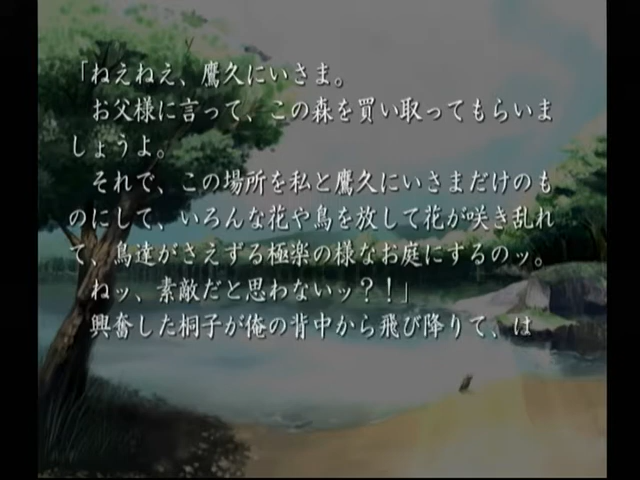 「ねえねえ、鷹久にいさま。
　お父様に言って、この森を買い取ってもらいま
しょうよ。
　それで、この場所を私と鷹久にいさまだけのも
のにして、いろんな花や鳥を放して花が咲き乱れ
て、鳥達がさえずる極楽の様なお庭にするのッ。
　ねッ、素敵だと思わないッ？！」
　興奮した桐子が俺の背中から飛び降りて、は